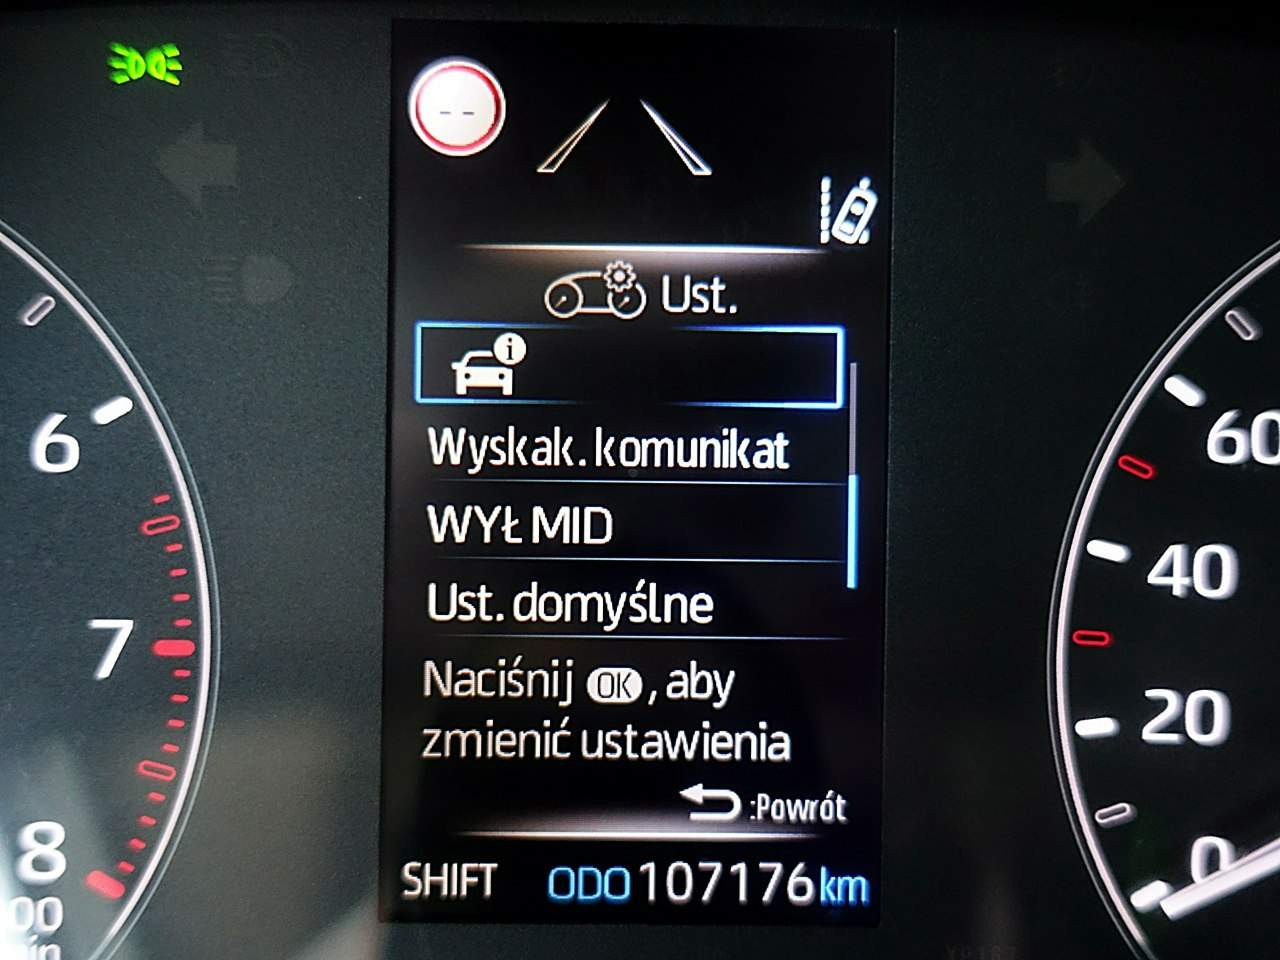 - -
Ust.
i
Wyskak. komunikat
WYŁ MID
Ust. domyślne
Naciśnij OK, aby
zmienić ustawienia
:Powrót
SHIFT ODO 107176 km
6
7
8
60
40
20
0